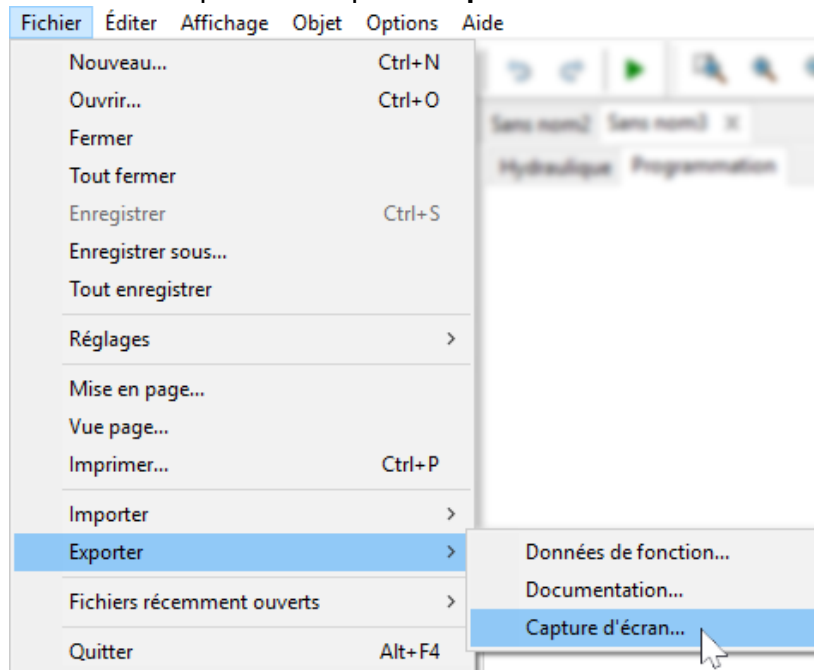 Fichier Éditer Affichage Objet Options Aide
Nouveau... Ctrl+N
Ouvrir... Ctrl+O
Fermer
Sans nom2 Sans nom3
Tout fermer
Hydraulique Programmation
Enregistrer Ctrl+S
Enregistrer sous...
Tout enregistrer
Réglages
Mise en page...
Vue page...
Imprimer... Ctrl+P
Importer
Exporter
Données de fonction...
Documentation...
Fichiers récemment ouverts
Capture d'écran...
Quitter Alt+F4